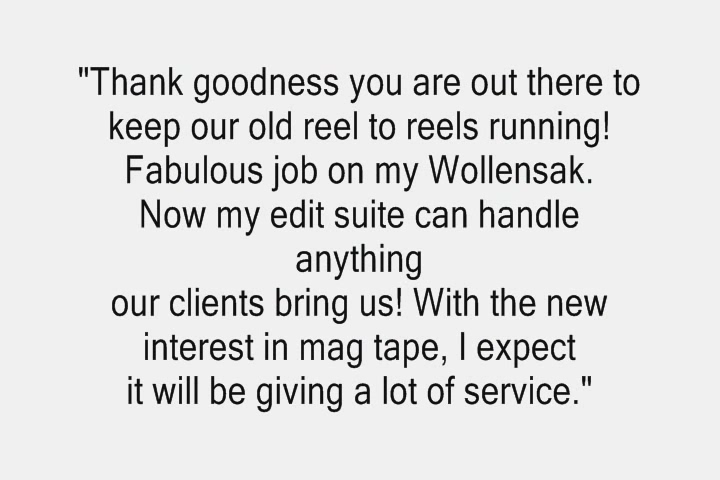 "Thank goodness you are out there to
keep our old reel to reels running!
Fabulous job on my Wollensak.
Now my edit suite can handle
anything
our clients bring us! With the new
interest in mag tape, I expect
it will be giving a lot of service."